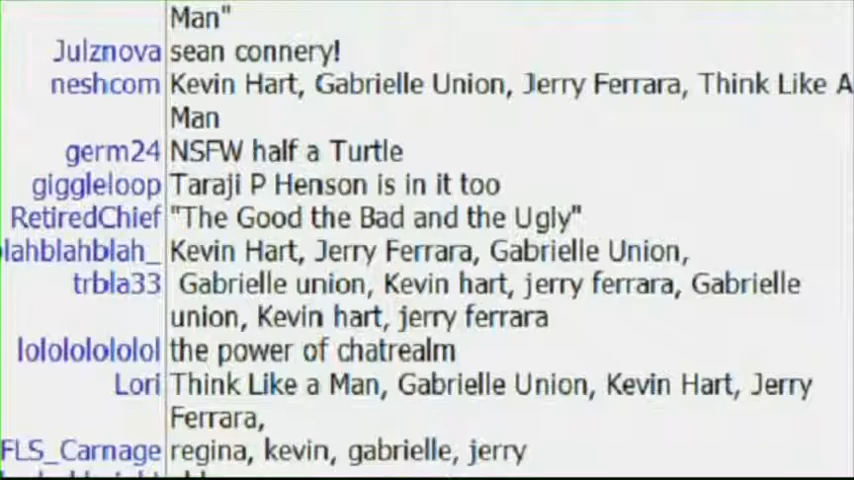 Man"
Julznova sean connery!
neshcom Kevin Hart, Gabrielle Union, Jerry Ferrara, Think Like A
Man
germ24 NSFW half a Turtle
giggleloop Taraji P Henson is in it too
RetiredChief "The Good the Bad and the Ugly"
lahblahblah_ Kevin Hart, Jerry Ferrara, Gabrielle Union,
trbla33 Gabrielle union, Kevin hart, jerry ferrara, Gabrielle
union, Kevin hart, jerry ferrara
lolololololol the power of chatrealm
Lori Think Like a Man, Gabrielle Union, Kevin Hart, Jerry
Ferrara,
FLS_Carnage regina, kevin, gabrielle, jerry